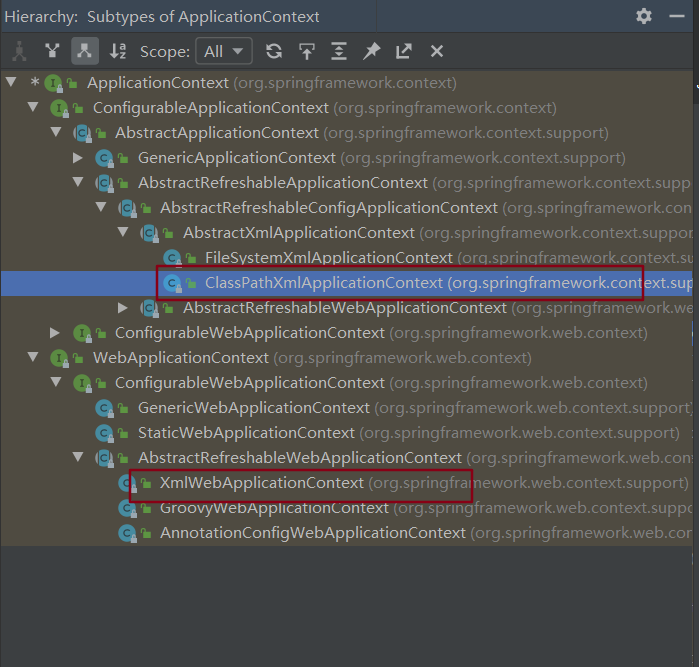 Hierarchy: Subtypes of ApplicationContext
Scope: All
* ApplicationContext (org.springframework.context)
ConfigurableApplicationContext (org.springframework.context)
AbstractApplicationContext (org.springframework.context.support)
GenericApplicationContext (org.springframework.context.support)
AbstractRefreshableApplicationContext (org.springframework.context.supp
AbstractRefreshableConfigApplicationContext (org.springframework.co
AbstractXmlApplicationContext (org.springframework.context.suppor
FileSystemXmlApplicationContext (org.springframework.context.su
ClassPathXmlApplicationContext (org.springframework.context.sup
AbstractRefreshableWebApplicationContext (org.springframework.we
ConfigurableWebApplicationContext (org.springframework.web.context)
WebApplicationContext (org.springframework.web.context)
ConfigurableWebApplicationContext (org.springframework.web.context)
GenericWebApplicationContext (org.springframework.web.context.support)
StaticWebApplicationContext (org.springframework.web.context.support)
AbstractRefreshableWebApplicationContext (org.springframework.web.cont
XmlWebApplicationContext (org.springframework.web.context.support)
GroovyWebApplicationContext (org.springframework.web.context.suppo
AnnotationConfigWebApplicationContext (org.springframework.web.con